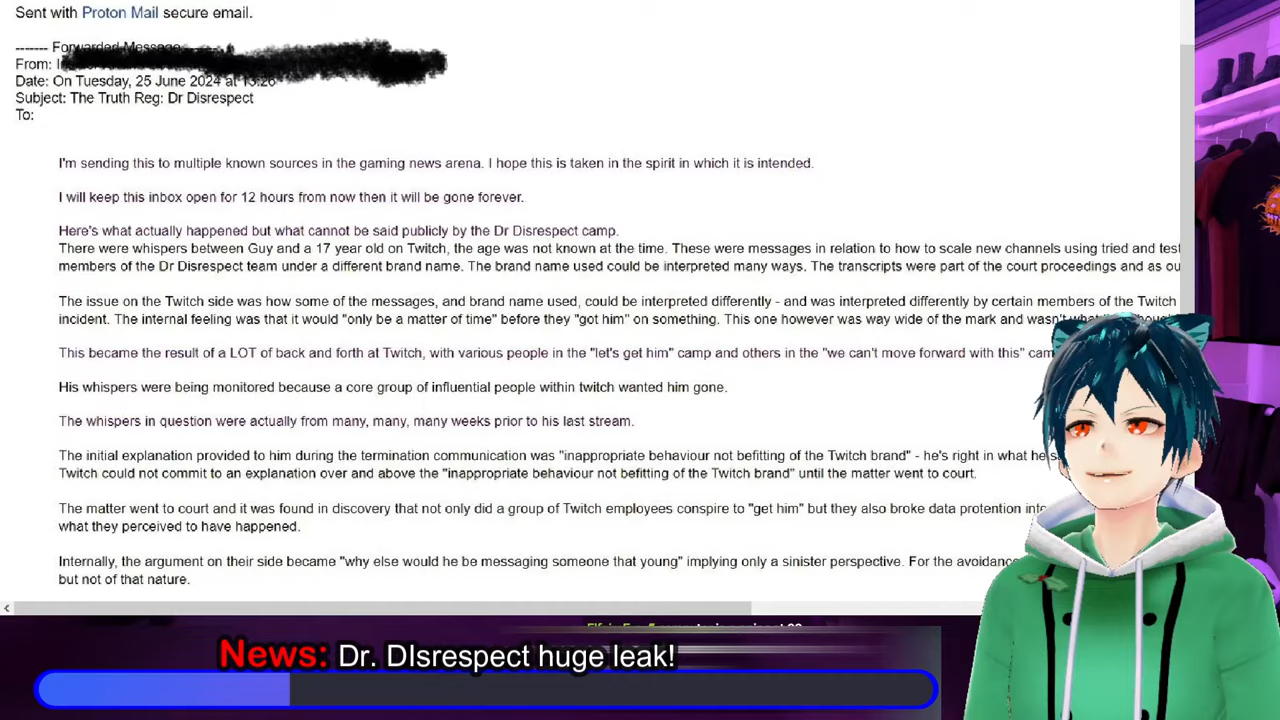 Sent with Proton Mail secure email.
------- Forwarded Message -------
From:
Date: On Tuesday, 25 June 2024 at 13:26
Subject: The Truth Reg: Dr Disrespect
To:
I'm sending this to multiple known sources in the gaming news arena. I hope this is taken in the spirit in which it is intended.
I will keep this inbox open for 12 hours from now then it will be gone forever.
Here's what actually happened but what cannot be said publicly by the Dr Disrespect camp.
There were whispers between Guy and a 17 year old on Twitch, the age was not known at the time. These were messages in relation to how to scale new channels using tried and test
members of the Dr Disrespect team under a different brand name. The brand name used could be interpreted many ways. The transcripts were part of the court proceedings and as ou
The issue on the Twitch side was how some of the messages, and brand name used, could be interpreted differently - and was interpreted differently by certain members of the Twitch
incident. The internal feeling was that it would "only be a matter of time" before they "got him" on something. This one however was way wide of the mark and wasn't
This became the result of a LOT of back and forth at Twitch, with various people in the "let's get him" camp and others in the "we can't move forward with this" cam
His whispers were being monitored because a core group of influential people within twitch wanted him gone.
The whispers in question were actually from many, many, many weeks prior to his last stream.
The initial explanation provided to him during the termination communication was "inappropriate behaviour not befitting of the Twitch brand" - he's right in what he
Twitch could not commit to an explanation over and above the "inappropriate behaviour not befitting of the Twitch brand" until the matter went to court.
The matter went to court and it was found in discovery that not only did a group of Twitch employees conspire to "get him" but they also broke data protention
what they perceived to have happened.
Internally, the argument on their side became "why else would he be messaging someone that young" implying only a sinister perspective. For the avoidanc
but not of that nature.
News: Dr. DIsrespect huge leak!